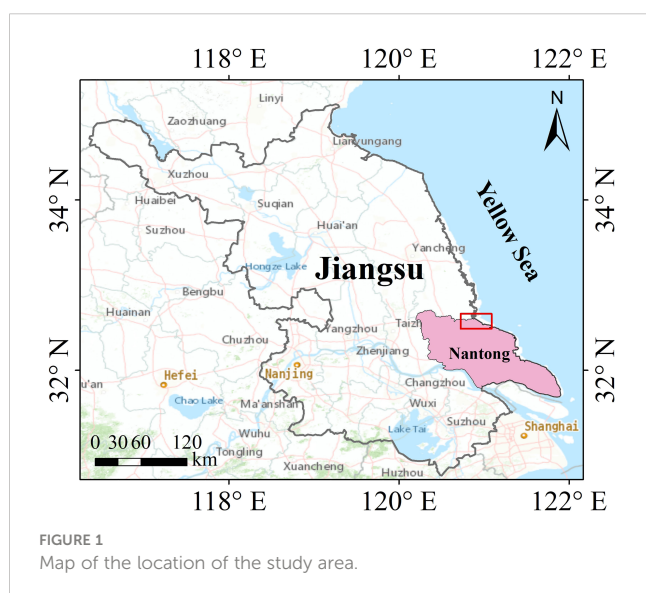 118° E 120° E 122° E
N
Linyi
Zaozhuang
Lianyungang
34° N
Xuzhou
34° N
Huaibei
Suqian
Yellow Sea
Suzhou
Huai'an
Yancheng
Hongze Lake
Jiangsu
Bengbu
Huainan
Yangzhou
Taizh
Chuzhou
Zhenjiang
Nantong
32° N
Hefei
Nanjing
32° N
u'an
Changzhou
Chao Lake
Ma'anshan
Wuxi
Lake Tai
Suzhou
Shanghai
Wuhu
0 30 60 120
km
Tongling
Xuancheng
Huzhou
118° E 120° E 122° E
FIGURE 1
Map of the location of the study area.